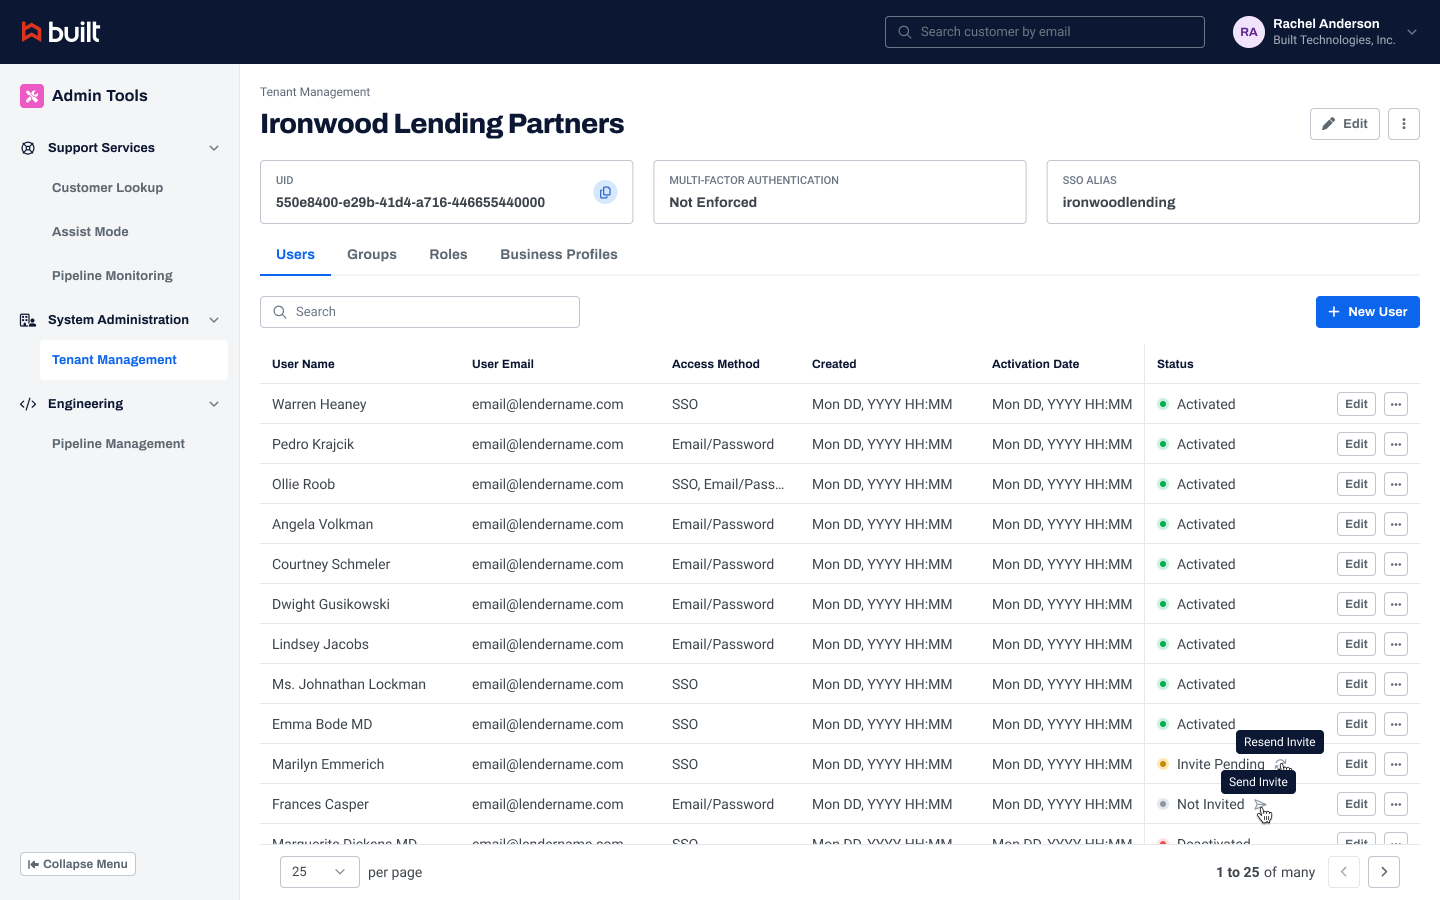 built
Search customer by email
RA
Rachel Anderson
Built Technologies, Inc.
Admin Tools
Support Services
Customer Lookup
Assist Mode
Pipeline Monitoring
System Administration
Tenant Management
Engineering
Pipeline Management
Collapse Menu
Tenant Management
Ironwood Lending Partners
Edit
UID
550e8400-e29b-41d4-a716-446655440000
MULTI-FACTOR AUTHENTICATION
Not Enforced
SSO ALIAS
ironwoodlending
Users Groups Roles Business Profiles
Search
New User
User Name User Email Access Method Created Activation Date Status
Warren Heaney email@lendername.com SSO Mon DD, YYYY HH:MM Mon DD, YYYY HH:MM Activated Edit
Pedro Krajcik email@lendername.com Email/Password Mon DD, YYYY HH:MM Mon DD, YYYY HH:MM Activated Edit
Ollie Roob email@lendername.com SSO, Email/Pass... Mon DD, YYYY HH:MM Mon DD, YYYY HH:MM Activated Edit
Angela Volkman email@lendername.com Email/Password Mon DD, YYYY HH:MM Mon DD, YYYY HH:MM Activated Edit
Courtney Schmeler email@lendername.com Email/Password Mon DD, YYYY HH:MM Mon DD, YYYY HH:MM Activated Edit
Dwight Gusikowski email@lendername.com Email/Password Mon DD, YYYY HH:MM Mon DD, YYYY HH:MM Activated Edit
Lindsey Jacobs email@lendername.com Email/Password Mon DD, YYYY HH:MM Mon DD, YYYY HH:MM Activated Edit
Ms. Johnathan Lockman email@lendername.com SSO Mon DD, YYYY HH:MM Mon DD, YYYY HH:MM Activated Edit
Emma Bode MD email@lendername.com SSO Mon DD, YYYY HH:MM Mon DD, YYYY HH:MM Activated Edit
Resend Invite
Marilyn Emmerich email@lendername.com SSO Mon DD, YYYY HH:MM Mon DD, YYYY HH:MM Invite Pending Edit
Send Invite
Frances Casper email@lendername.com Email/Password Mon DD, YYYY HH:MM Mon DD, YYYY HH:MM Not Invited Edit
Marguerite Dickens MD email@lendername.com SSO Mon DD, YYYY HH:MM Mon DD, YYYY HH:MM Deactivated Edit
25 per page
1 to 25 of many